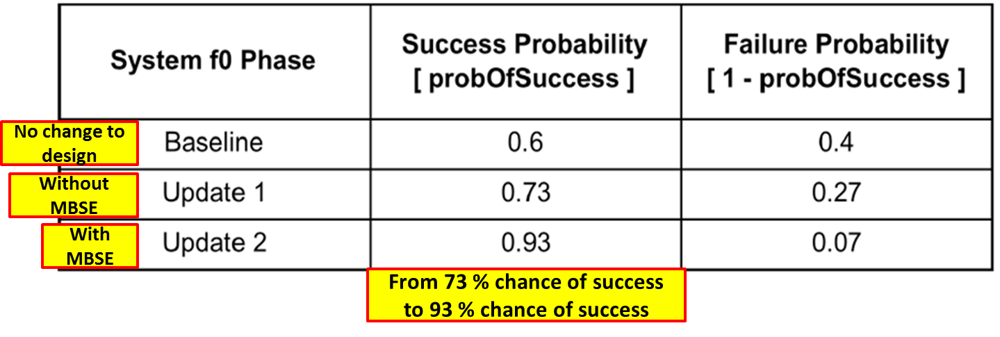 System f0 Phase
Success Probability
[ probOfSuccess ]
Failure Probability
[ 1 - probOfSuccess ]
No change to
design
Baseline
0.6
0.4
Without
MBSE
Update 1
0.73
0.27
With
MBSE
Update 2
0.93
0.07
From 73 % chance of success
to 93 % chance of success